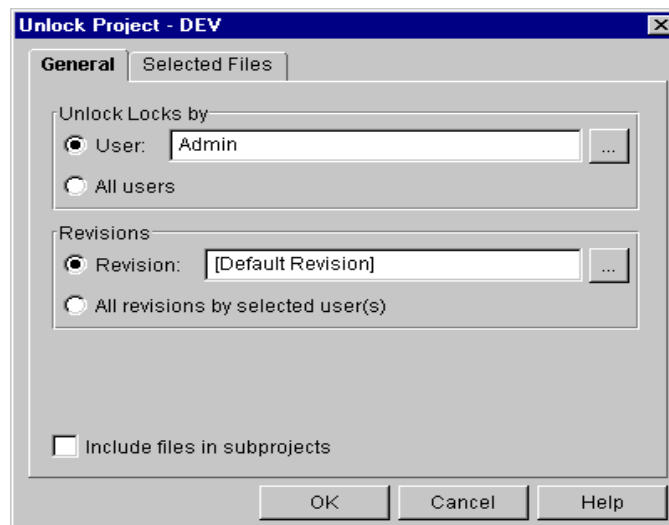 Unlock Project - DEV
General Selected Files
Unlock Locks by
User: Admin ...
All users
Revisions
Revision: [Default Revision] ...
All revisions by selected user(s)
Include files in subprojects
OK Cancel Help